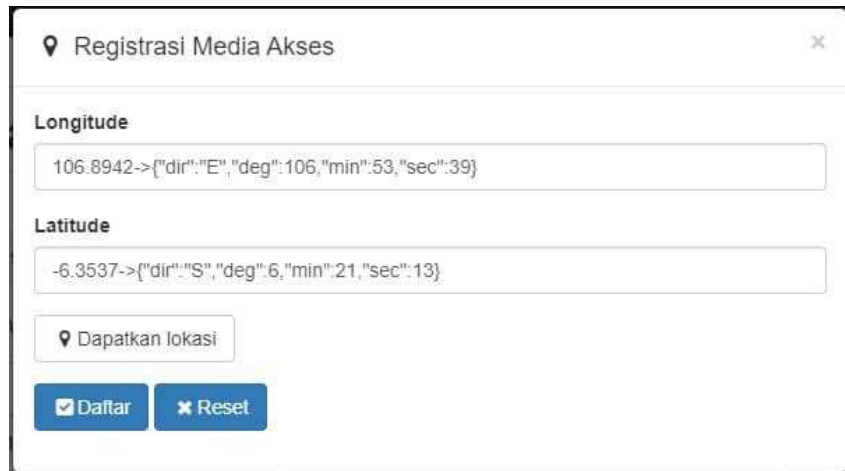 Registrasi Media Akses
×
Longitude
106.8942->{"dir":"E","deg":106,"min":53,"sec":39}
Latitude
-6.3537->{"dir":"S","deg":6,"min":21,"sec":13}
Dapatkan lokasi
Daftar Reset